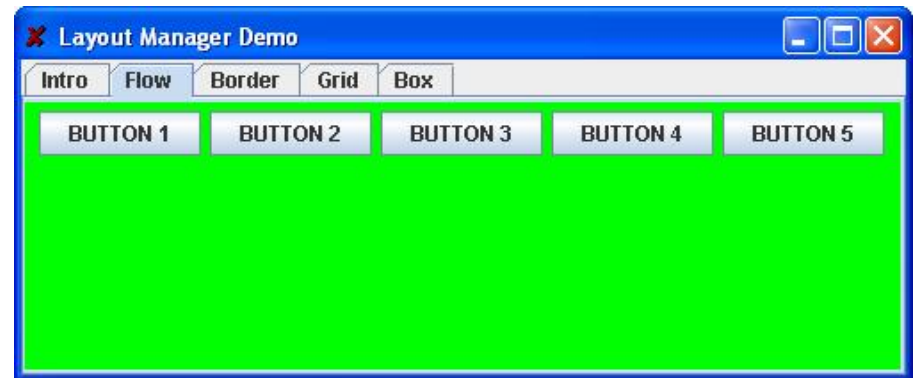 Layout Manager Demo
Intro Flow Border Grid Box
BUTTON 1 BUTTON 2 BUTTON 3 BUTTON 4 BUTTON 5